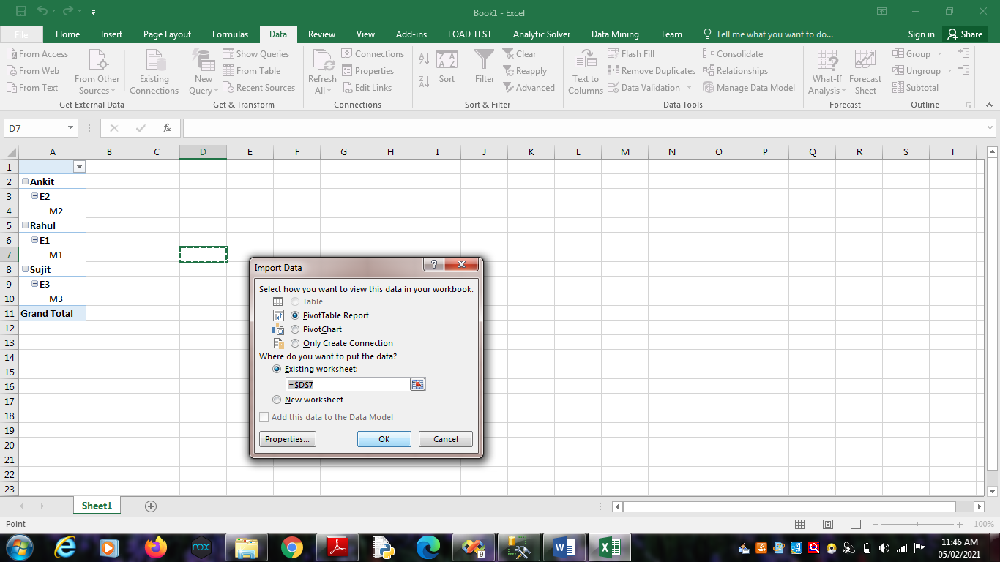 Book1 - Excel
File Home Insert Page Layout Formulas Data Review View Add-ins LOAD TEST Analytic Solver Data Mining Team Tell me what you want to do... Sign in Share
From Access
From Web
From Text
From Other Sources
Existing Connections
Get External Data
New Query
Show Queries
From Table
Recent Sources
Get & Transform
Refresh All
Connections
Properties
Edit Links
Connections
Sort
Filter
Clear
Reapply
Advanced
Sort & Filter
Text to Columns
Flash Fill
Remove Duplicates
Data Validation
Consolidate
Relationships
Manage Data Model
Data Tools
What-If Analysis
Forecast Sheet
Forecast
Group
Ungroup
Subtotal
Outline
D7 fx
A B C D E F G H I J K L M N O P Q R S T
1
2 Ankit
3 E2
4 M2
5 Rahul
6 E1
7 M1
8 Sujit
9 E3
10 M3
11 Grand Total
12
13
14
15
16
17
18
19
20
21
22
23
Import Data
Select how you want to view this data in your workbook.
Table
PivotTable Report
PivotChart
Only Create Connection
Where do you want to put the data?
Existing worksheet:
=$D$7
New worksheet
Add this data to the Data Model
Properties... OK Cancel
Sheet1
Point 100%
nox
11:46 AM
05/02/2021